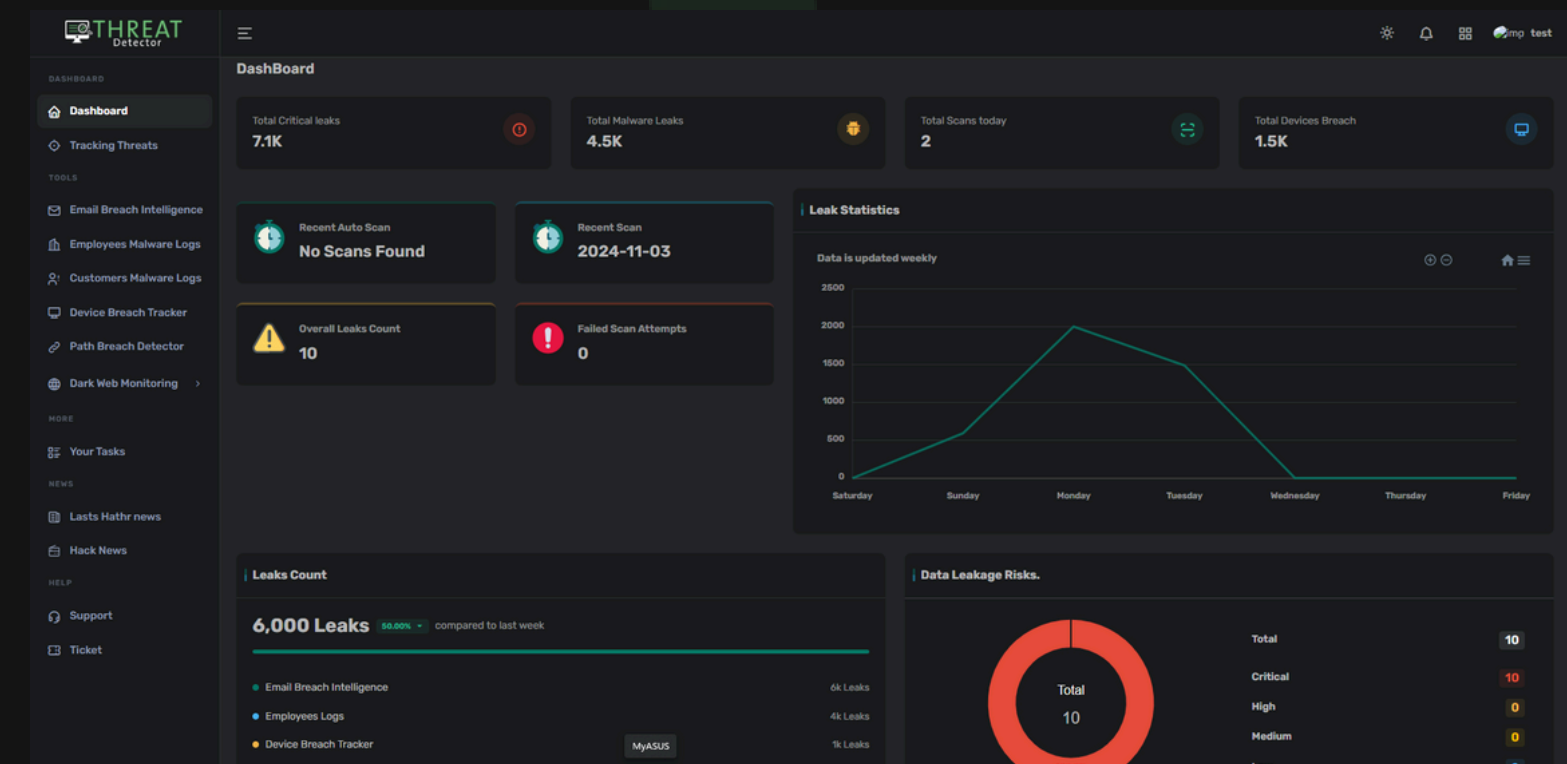 THREAT
Detector
imp test
DASHBOARD
Dashboard
Tracking Threats
TOOLS
Email Breach Intelligence
Employees Malware Logs
Customers Malware Logs
Device Breach Tracker
Path Breach Detector
Dark Web Monitoring
MORE
Your Tasks
NEWS
Lasts Hathr news
Hack News
HELP
Support
Ticket
DashBoard
Total Critical leaks
7.1K
Total Malware Leaks
4.5K
Total Scans today
2
Total Devices Breach
1.5K
Recent Auto Scan
No Scans Found
Recent Scan
2024-11-03
Overall Leaks Count
10
Failed Scan Attempts
0
Leak Statistics
Data is updated weekly
2500
2000
1500
1000
500
0
Saturday Sunday Monday Tuesday Wednesday Thursday Friday
Leaks Count
6,000 Leaks 50.00% compared to last week
Email Breach Intelligence 6k Leaks
Employees Logs 4k Leaks
Device Breach Tracker 1k Leaks
MyASUS
Data Leakage Risks.
Total
10
Total 10
Critical 10
High 0
Medium 0